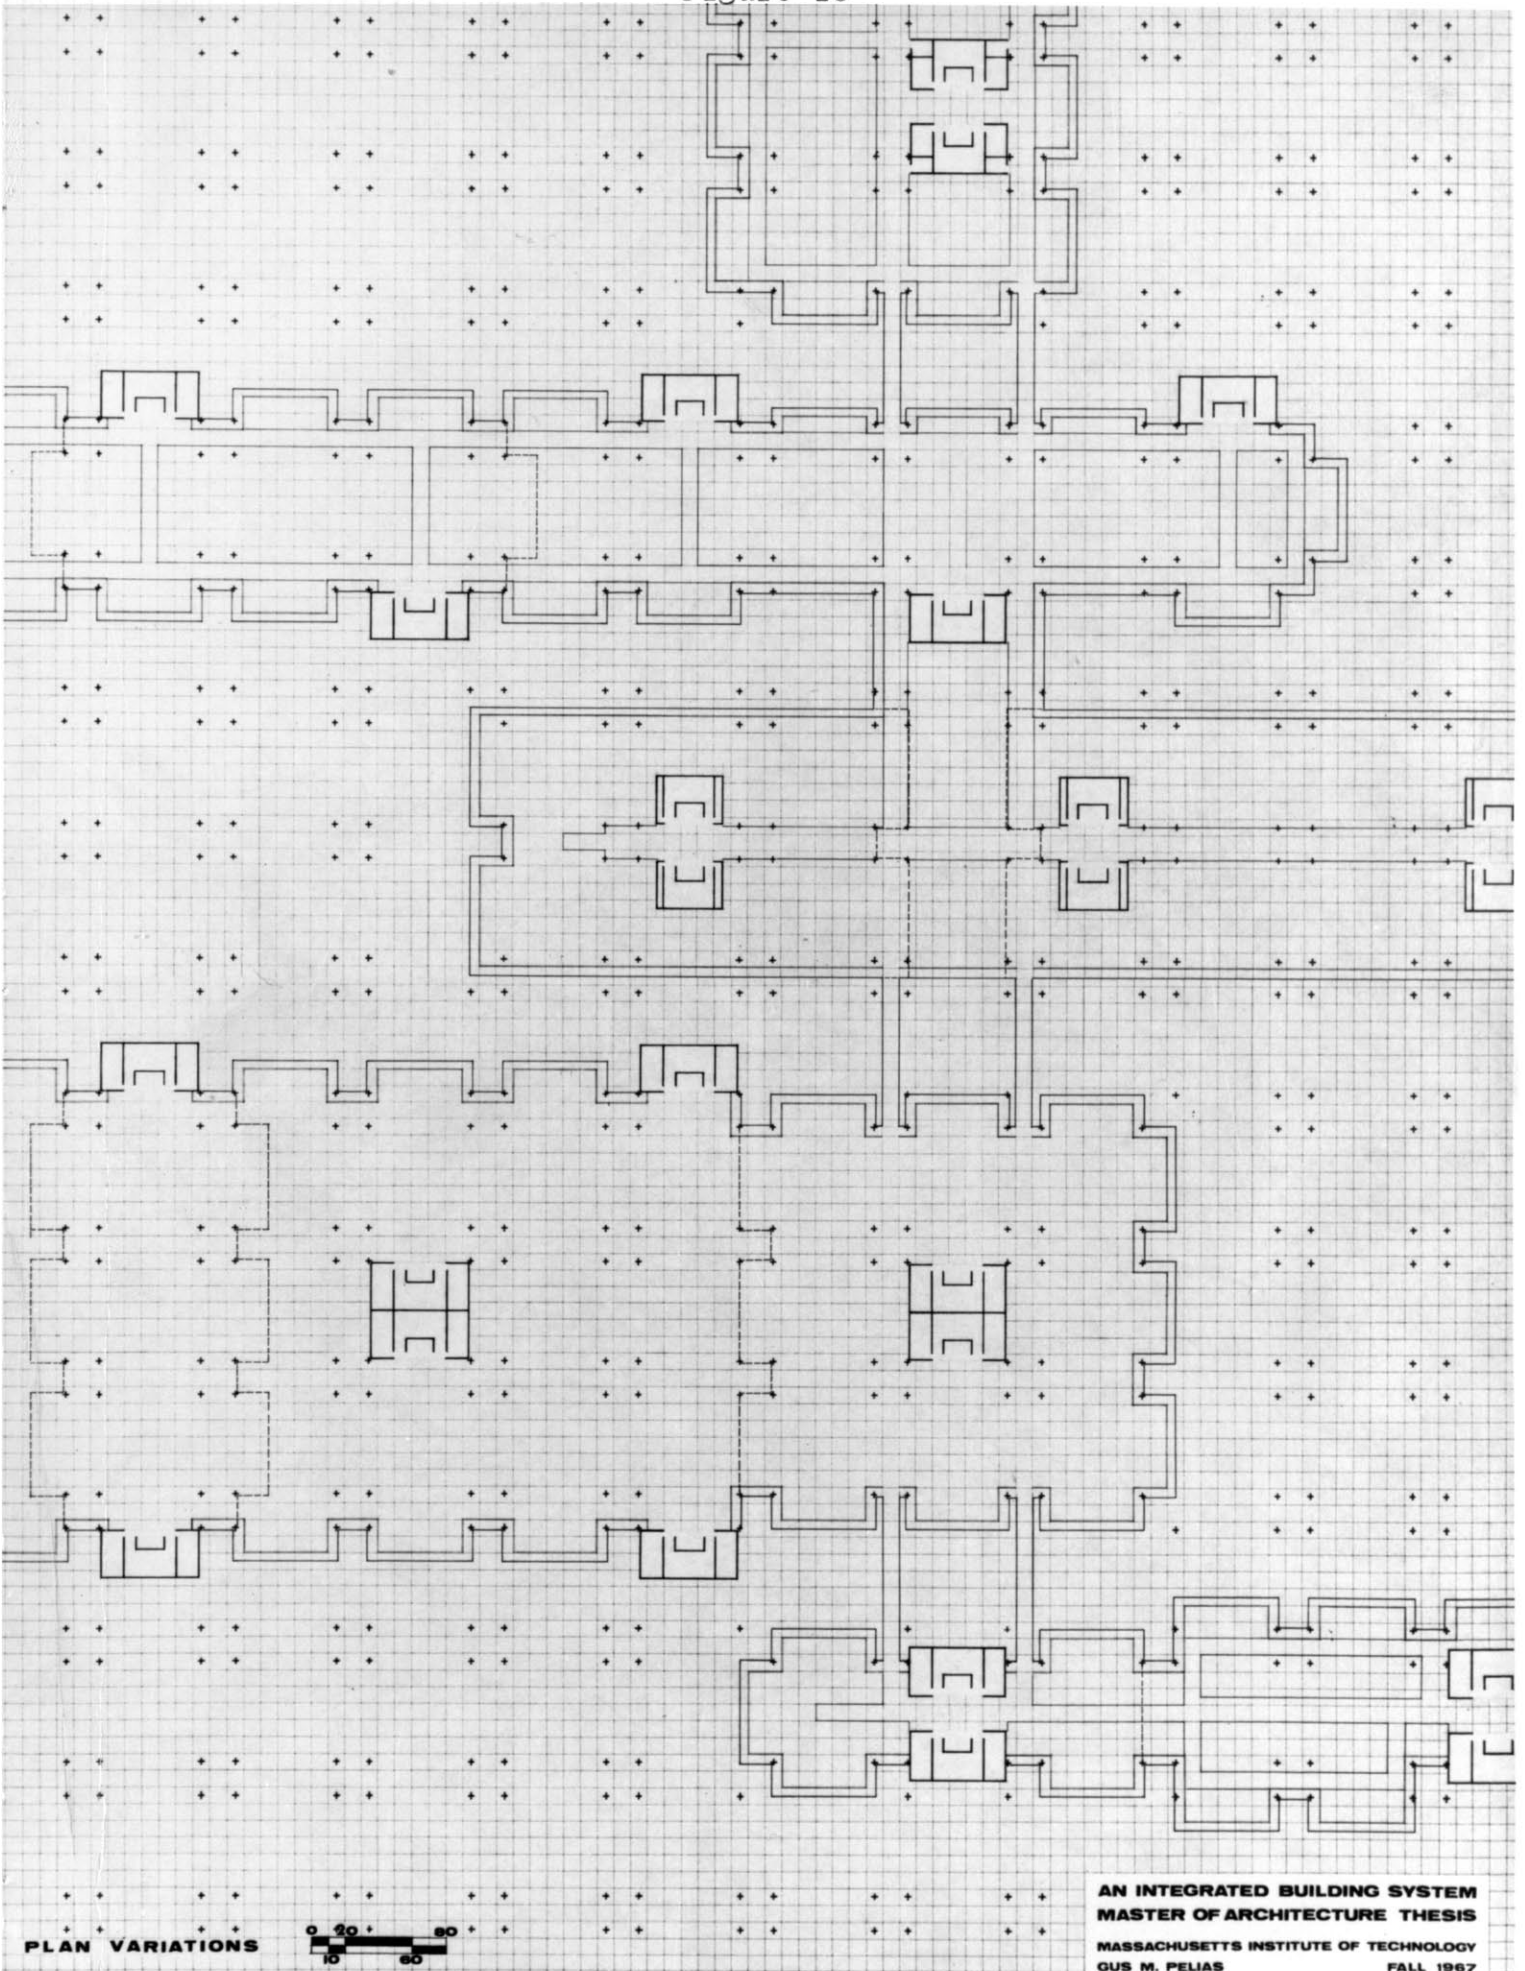 PLAN VARIATIONS
0 20 80
10 60
AN INTEGRATED BUILDING SYSTEM
MASTER OF ARCHITECTURE THESIS
MASSACHUSETTS INSTITUTE OF TECHNOLOGY
GUS M. PELIAS FALL 1967